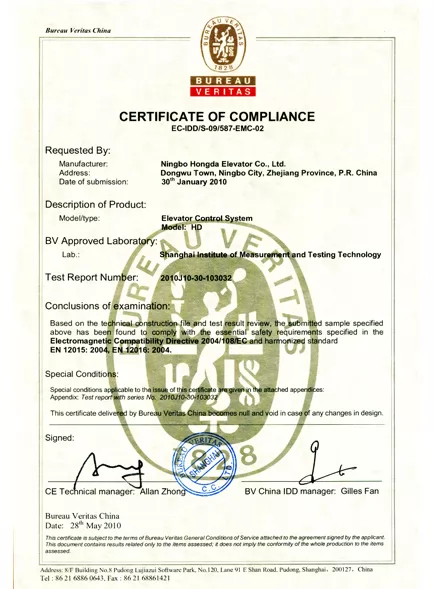 Bureau Veritas China
BUREAU VERITAS
1828
BUREAU
VERITAS
CERTIFICATE OF COMPLIANCE
EC-IDD/S-09/587-EMC-02
Requested By:
Manufacturer: Ningbo Hongda Elevator Co., Ltd.
Address: Dongwu Town, Ningbo City, Zhejiang Province, P.R. China
Date of submission: 30th January 2010
Description of Product:
Model/type: Elevator Control System
Model: HD
BV Approved Laboratory:
Lab.: Shanghai Institute of Measurement and Testing Technology
Test Report Number: 2010J10-30-103032
Conclusions of examination:
Based on the technical construction file and test result review, the submitted sample specified
above has been found to comply with the essential safety requirements specified in the
Electromagnetic Compatibility Directive 2004/108/EC and harmonized standard
EN 12015: 2004, EN 12016: 2004.
Special Conditions:
Special conditions applicable to the issue of this certificate are given in the attached appendices:
Appendix: Test report with series No. 2010J10-30-103032
This certificate delivered by Bureau Veritas China becomes null and void in case of any changes in design.
Signed:
BUREAU VERITAS
SHANGHAI
1828
CE Technical manager: Allan Zhong BV China IDD manager: Gilles Fan
Bureau Veritas China
Date: 28th May 2010
This certificate is subject to the terms of Bureau Veritas General Conditions of Service attached to the agreement signed by the applicant.
This document contains results related only to the items assessed; it does not imply the conformity of the whole production to the items
assessed.
Address: 8/F Building No.8 Pudong Lujiazui Software Park, No.120, Lane 91 E Shan Road, Pudong, Shanghai, 200127, China
Tel : 86 21 6886 0643, Fax : 86 21 68861421